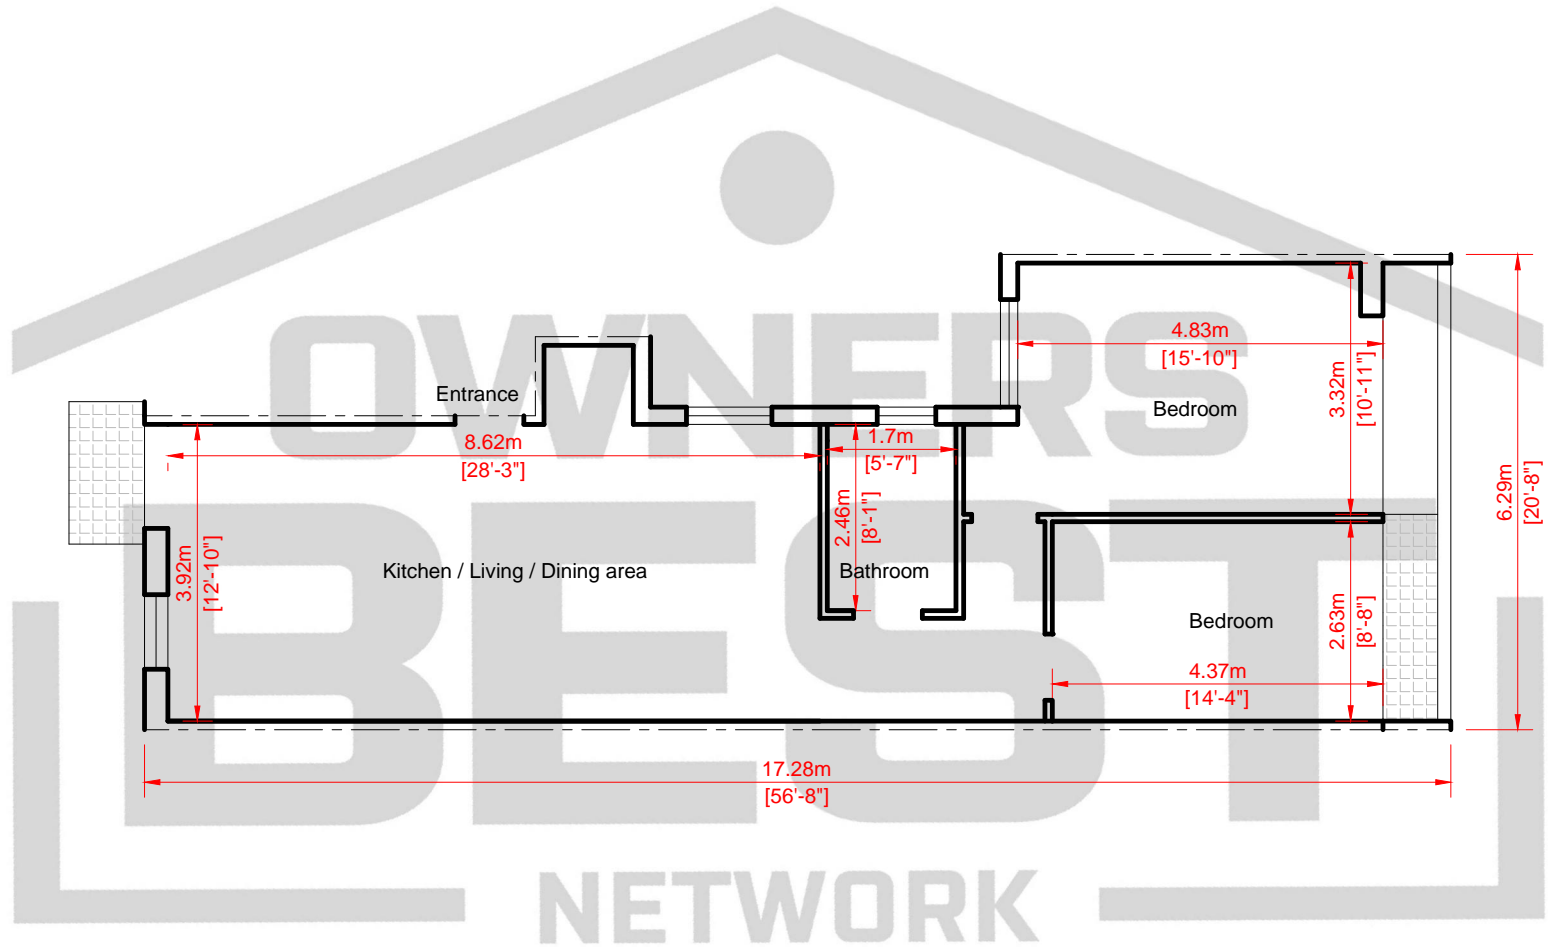 OWNERS
BEST
NETWORK
Entrance
8.62m
[28'-3"]
3.92m
[12'-10"]
Kitchen / Living / Dining area
1.7m
[5'-7"]
2.46m
[8'-1"]
Bathroom
4.83m
[15'-10"]
3.32m
[10'-11"]
Bedroom
2.63m
[8'-8"]
Bedroom
4.37m
[14'-4"]
6.29m
[20'-8"]
17.28m
[56'-8"]